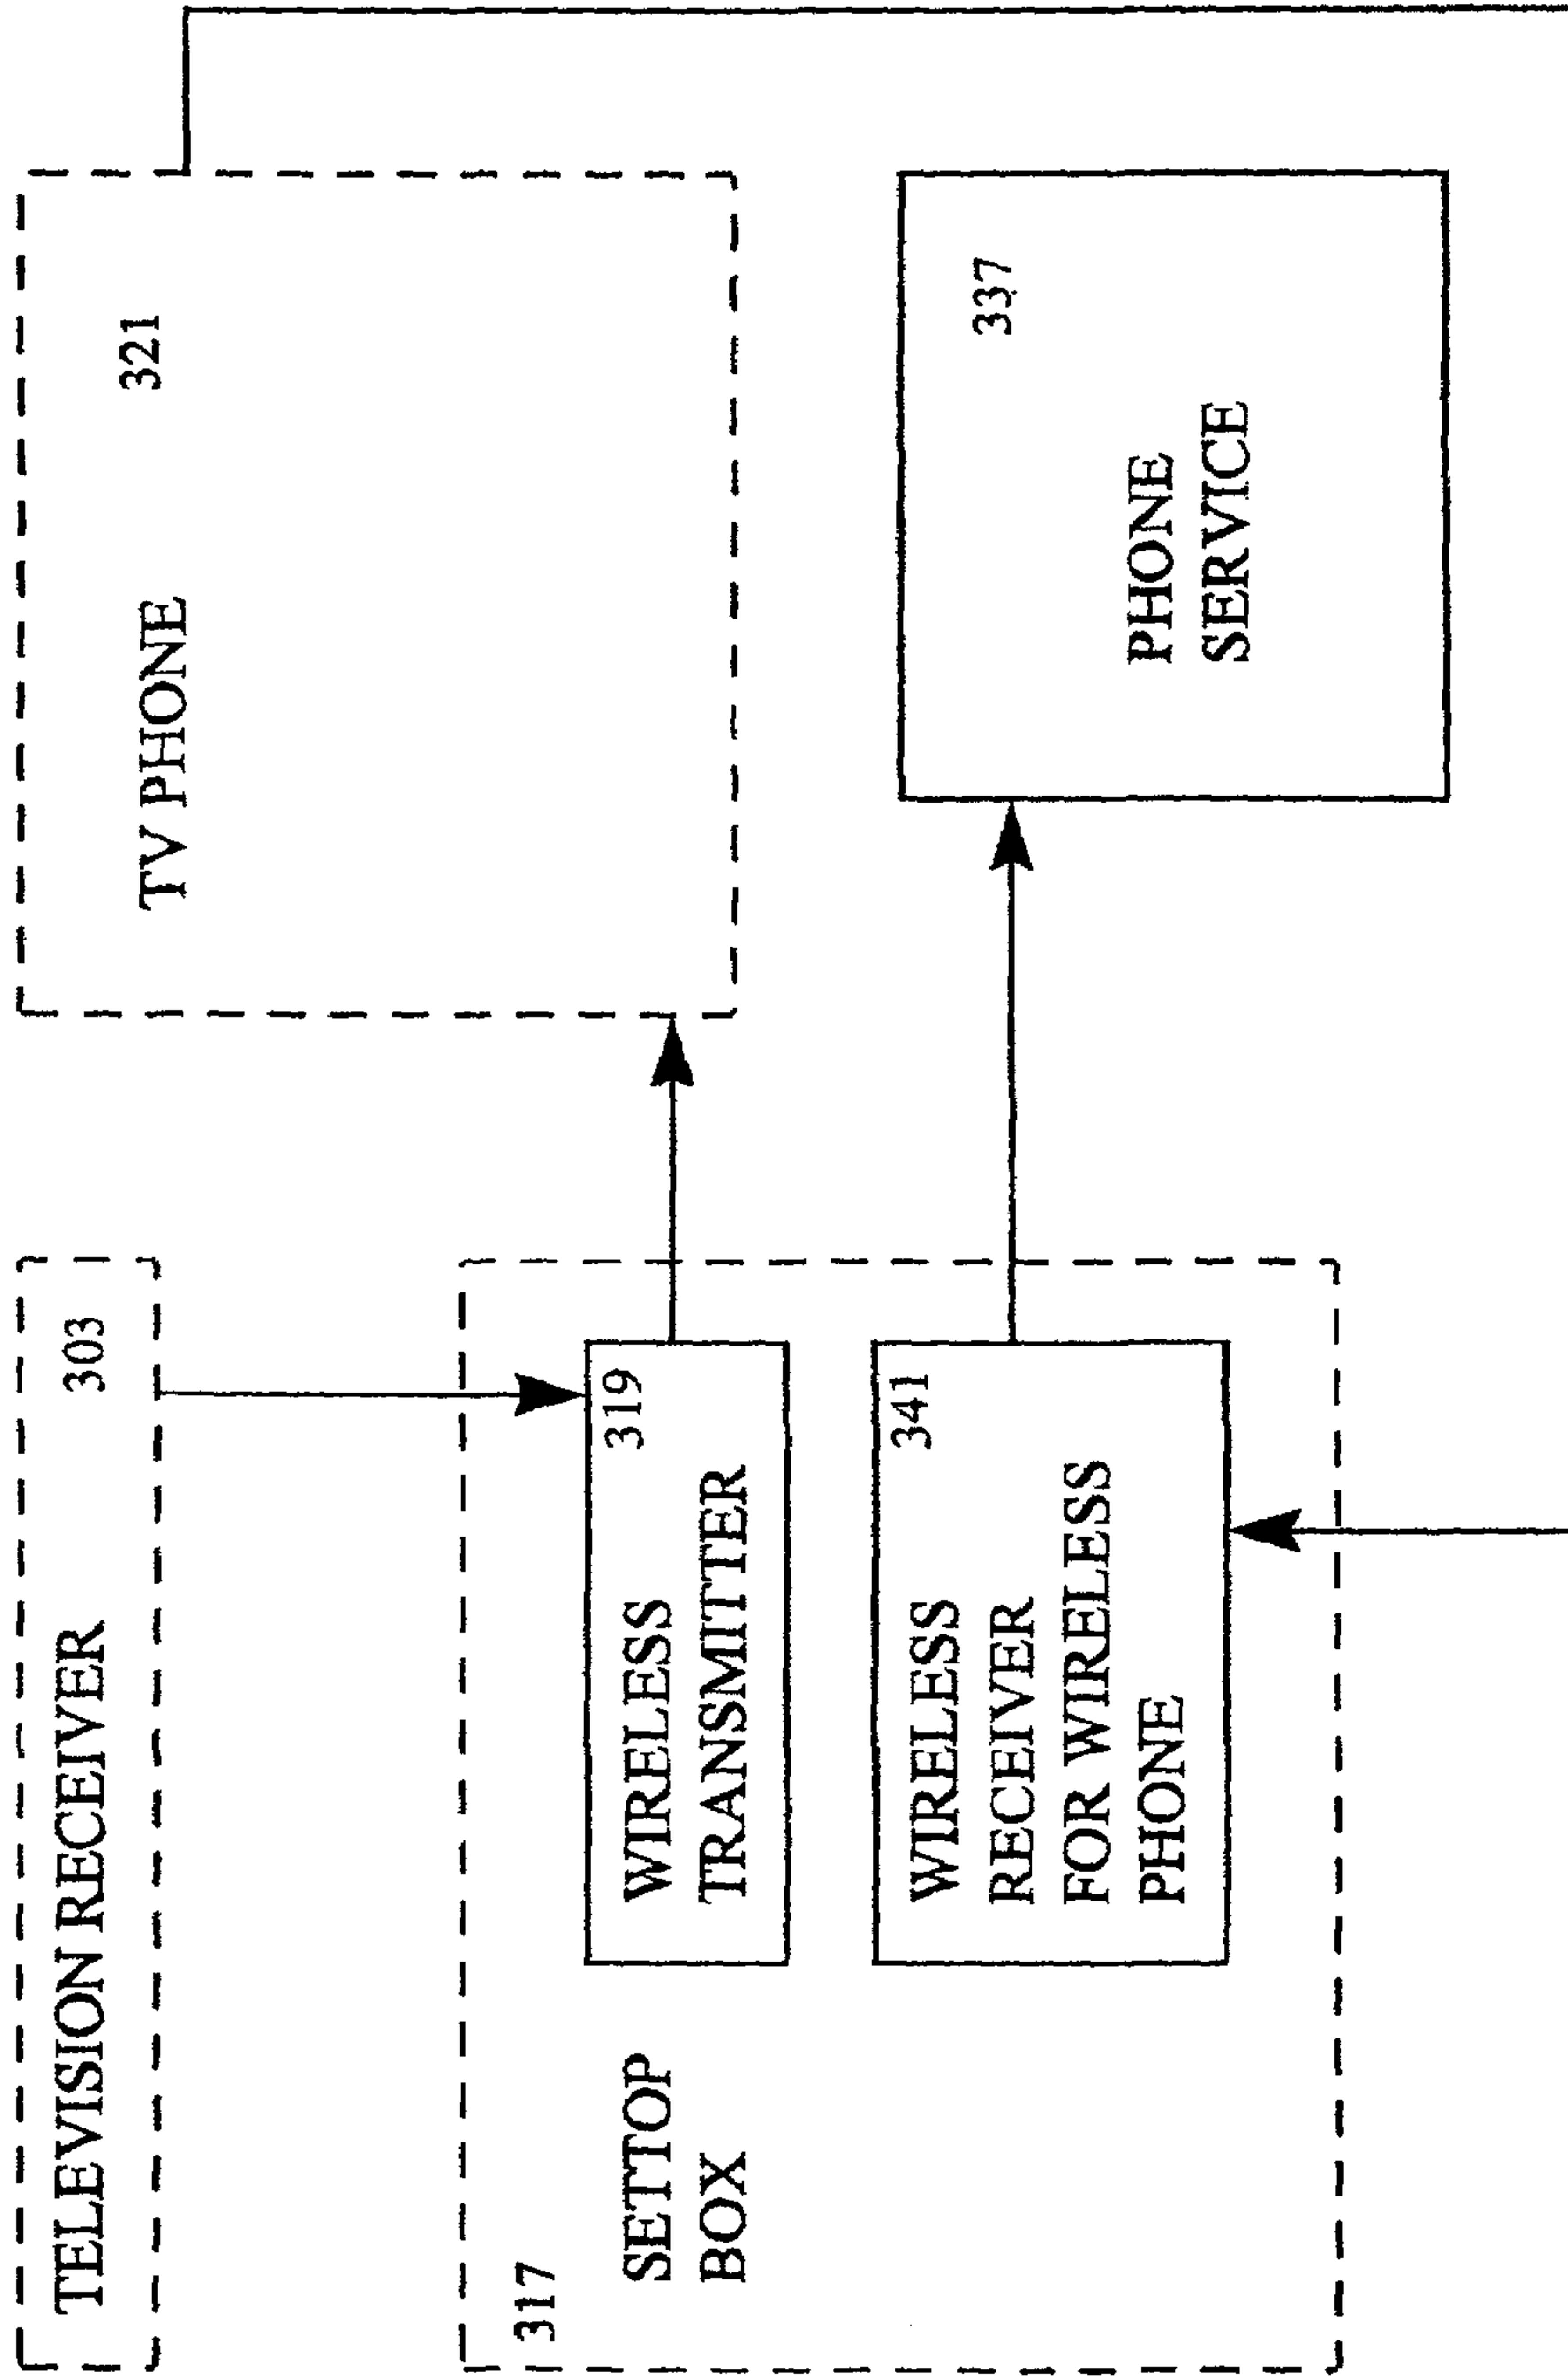 TELEVISION RECEIVER 303
317
SETTOP
BOX
319
WIRELESS
TRANSMITTER
341
WIRELESS
RECEIVER
FOR WIRELESS
PHONE
321
TV PHONE
337
PHONE
SERVICE